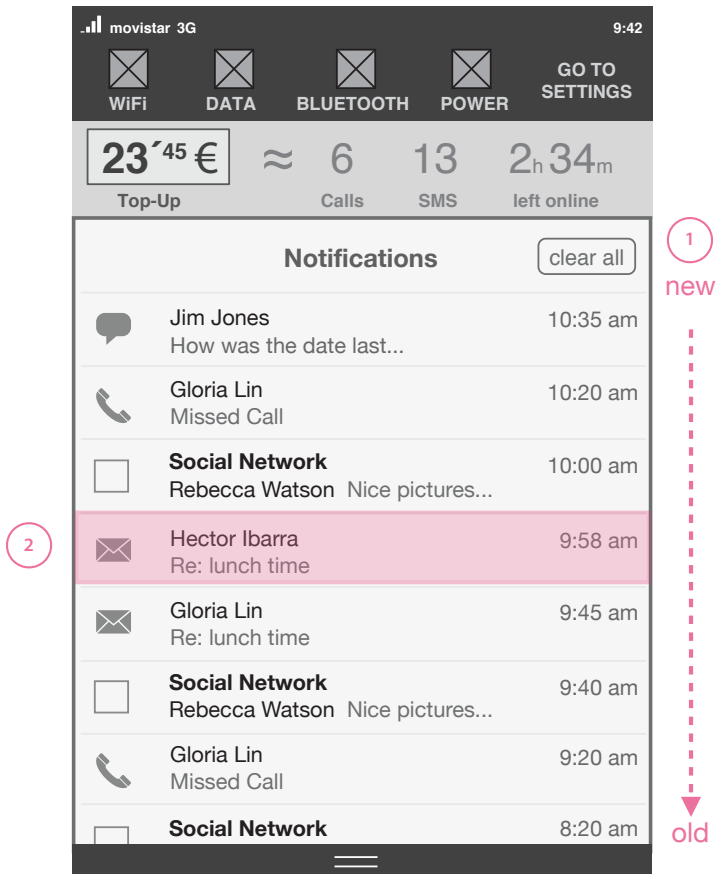 movistar 3G 9:42
WiFi DATA BLUETOOTH POWER GO TO SETTINGS
23´45 € ≈ 6 13 2h 34m
Top-Up Calls SMS left online
1
Notifications clear all
new
Jim Jones 10:35 am
How was the date last...
Gloria Lin 10:20 am
Missed Call
Social Network 10:00 am
Rebecca Watson Nice pictures...
2
Hector Ibarra 9:58 am
Re: lunch time
Gloria Lin 9:45 am
Re: lunch time
Social Network 9:40 am
Rebecca Watson Nice pictures...
Gloria Lin 9:20 am
Missed Call
Social Network 8:20 am
old